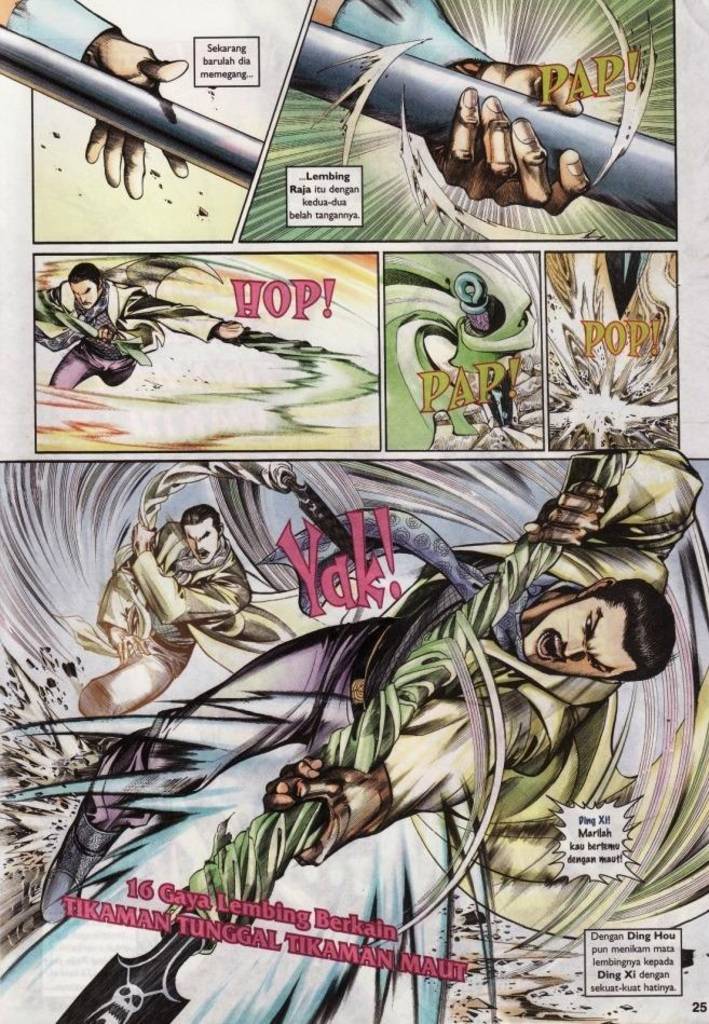 Sekarang
barulah dia
memegang...
PAP!
...Lembing
Raja itu dengan
kedua-dua
belah tangannya.
HOP!
PAP!
POP!
Yak!
Ding Xi!
Marilah
kau bertemu
dengan maut!
16 Gaya Lembing Berkain
TIKAMAN TUNGGAL TIKAMAN MAUT
Dengan Ding Hou
pun menikam mata
lembingnya kepada
Ding Xi dengan
sekuat-kuat hatinya.
25